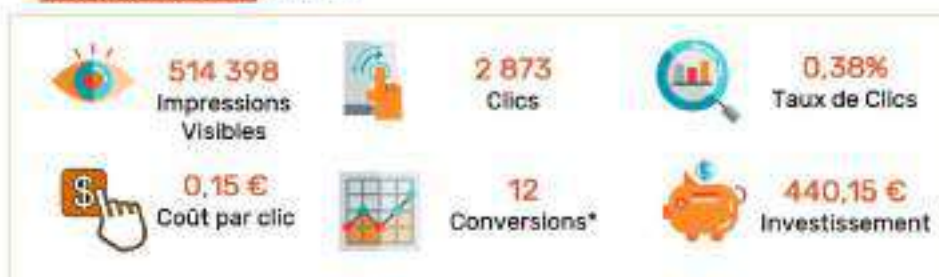 514 398
Impressions
Visibles
2 873
Clics
0,38%
Taux de Clics
$
0,15 €
Coût par clic
12
Conversions*
440,15 €
Investissement